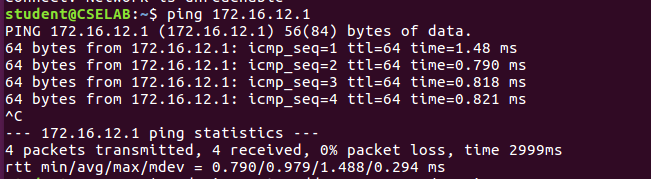 connect: Network is unreachable
student@CSELAB:~$ ping 172.16.12.1
PING 172.16.12.1 (172.16.12.1) 56(84) bytes of data.
64 bytes from 172.16.12.1: icmp_seq=1 ttl=64 time=1.48 ms
64 bytes from 172.16.12.1: icmp_seq=2 ttl=64 time=0.790 ms
64 bytes from 172.16.12.1: icmp_seq=3 ttl=64 time=0.818 ms
64 bytes from 172.16.12.1: icmp_seq=4 ttl=64 time=0.821 ms
^C
--- 172.16.12.1 ping statistics ---
4 packets transmitted, 4 received, 0% packet loss, time 2999ms
rtt min/avg/max/mdev = 0.790/0.979/1.488/0.294 ms